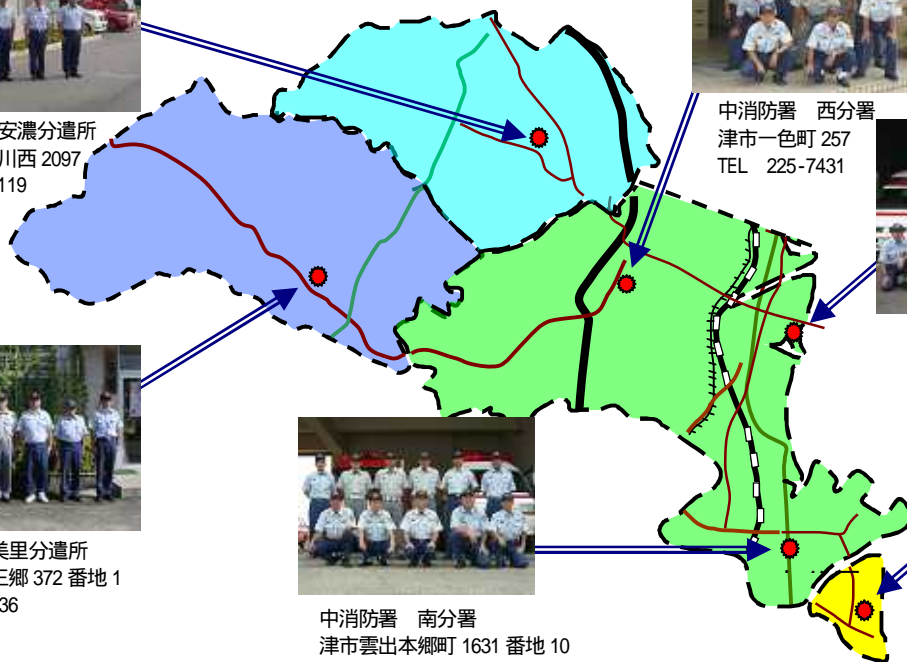 安濃分遣所
川西 2097
119
中消防署　西分署
津市一色町 257
TEL　225-7431
美里分遣所
三郷 372 番地 1
36
中消防署　南分署
津市雲出本郷町 1631 番地 10